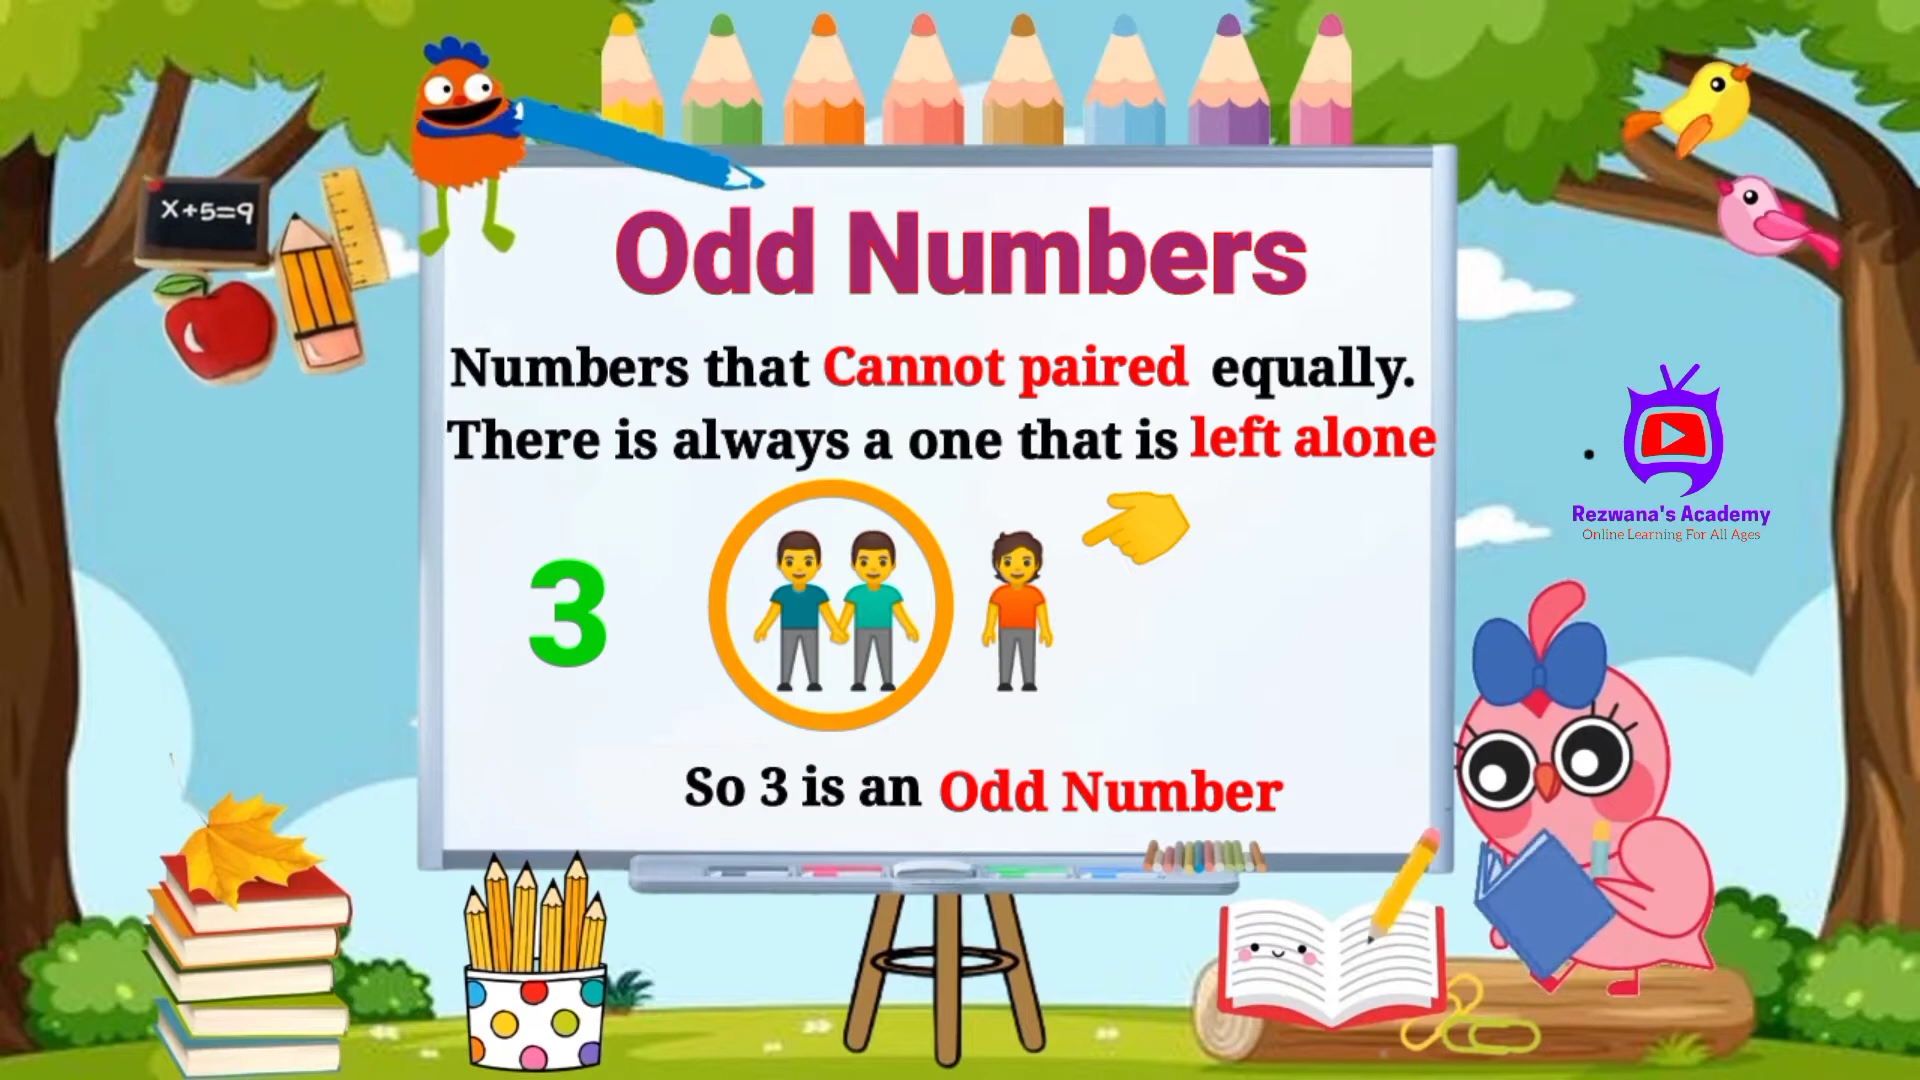 x+5=9
Odd Numbers
Numbers that Cannot paired equally.
There is always a one that is left alone
.
3
So 3 is an Odd Number
Rezwana's Academy
Online Learning For All Ages